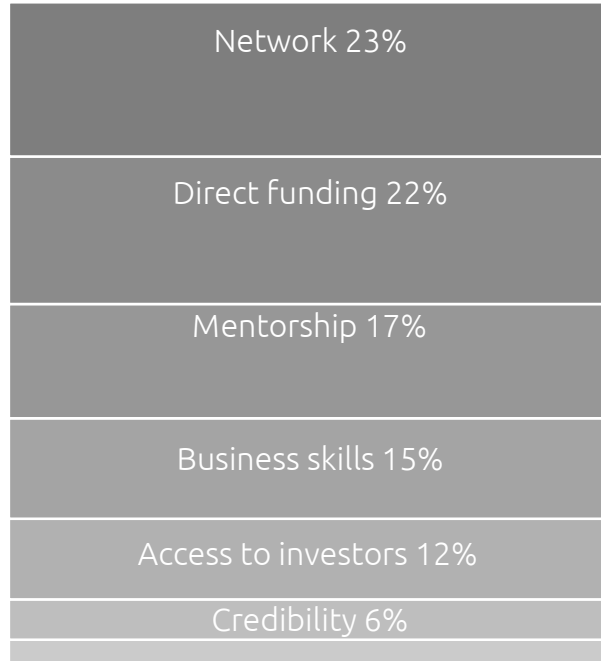 Network 23%
Direct funding 22%
Mentorship 17%
Business skills 15%
Access to investors 12%
Credibility 6%